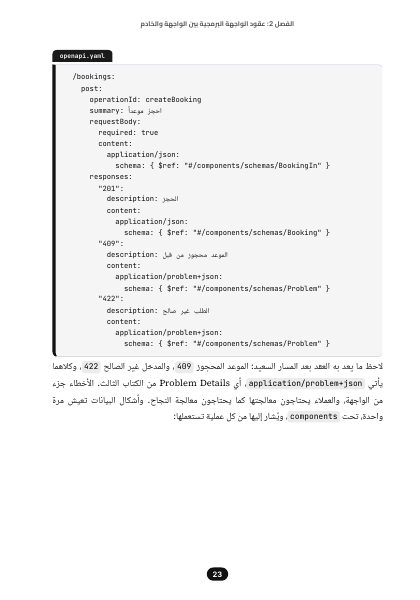 الفصل 2: عقود الواجهة البرمجية بين الواجهة والخادم
openapi.yaml
/bookings:
  post:
    operationId: createBooking
    summary: احجز موعداً
    requestBody:
      required: true
      content:
        application/json:
          schema: { $ref: "#/components/schemas/BookingIn" }
    responses:
      "201":
        description: الحجز
        content:
          application/json:
            schema: { $ref: "#/components/schemas/Booking" }
      "409":
        description: الموعد محجوز من قبل
        content:
          application/problem+json:
            schema: { $ref: "#/components/schemas/Problem" }
      "422":
        description: الطلب غير صالح
        content:
          application/problem+json:
            schema: { $ref: "#/components/schemas/Problem" }
لاحظ ما يعد به العقد بعد المسار السعيد: الموعد المحجوز 409، والمدخل غير الصالح 422، وكلاهما
يأتي application/problem+json، أي Problem Details من الكتاب الثالث. الأخطاء جزء
من الواجهة، والعملاء يحتاجون معالجتها كما يحتاجون معالجة النجاح. وأشكال البيانات تعيش مرة
واحدة، تحت components، ويُشار إليها من كل عملية تستعملها:
23